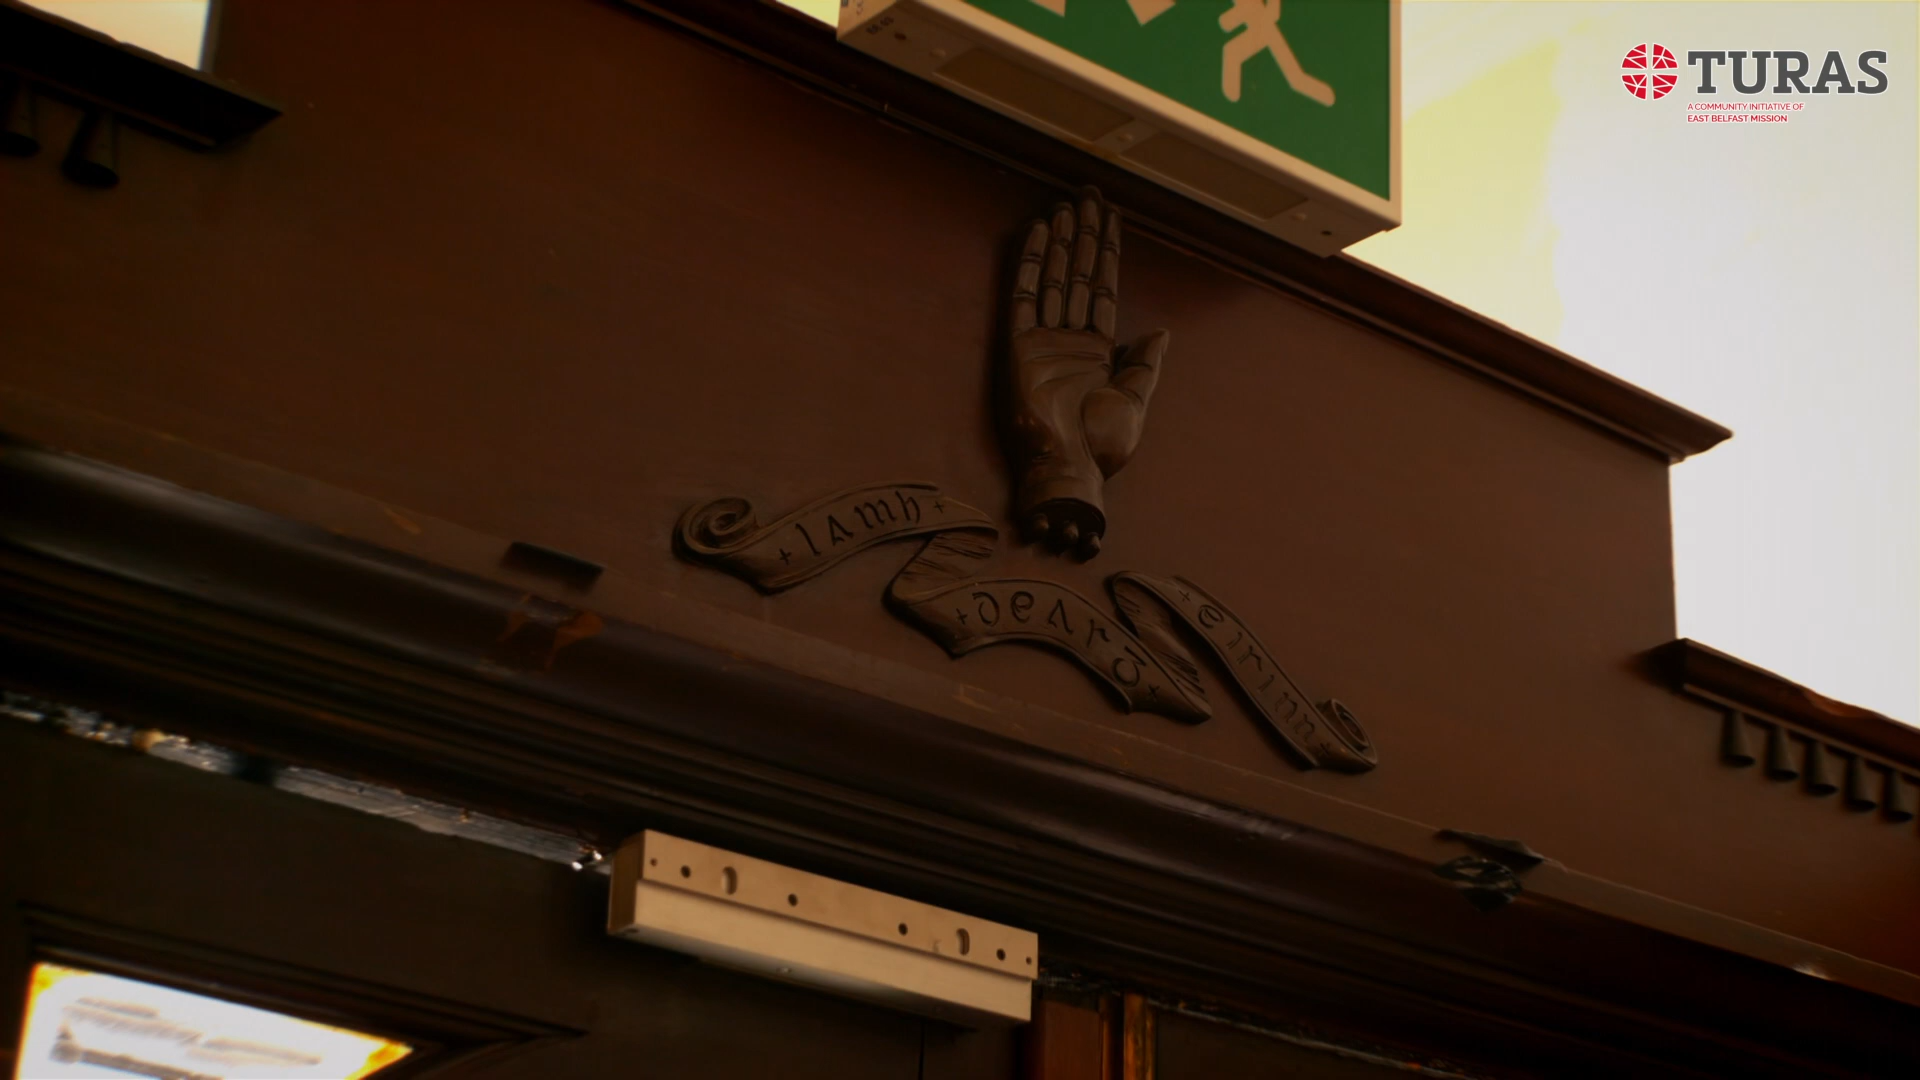 TURAS
A COMMUNITY INITIATIVE OF
EAST BELFAST MISSION
+ lamh +
+ dearg +
+ eirinn +